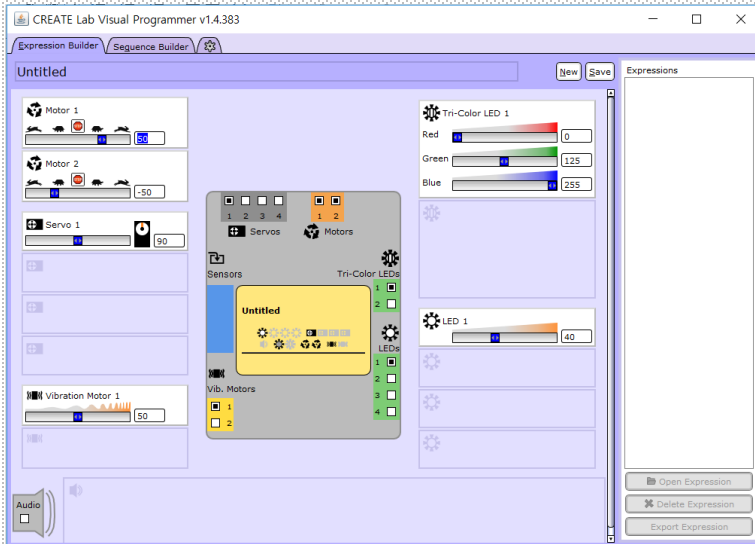 CREATE Lab Visual Programmer v1.4.383
Expression Builder
Sequence Builder
Untitled
New
Save
Expressions
Motor 1
STOP
50
Motor 2
STOP
-50
Servo 1
90
Vibration Motor 1
50
Audio
1 2 3 4
1 2
Servos
Motors
Sensors
Tri-Color LEDs
1
2
Untitled
LEDs
1
2
3
4
Vib. Motors
1
2
Tri-Color LED 1
Red
0
Green
125
Blue
255
LED 1
40
Open Expression
Delete Expression
Export Expression